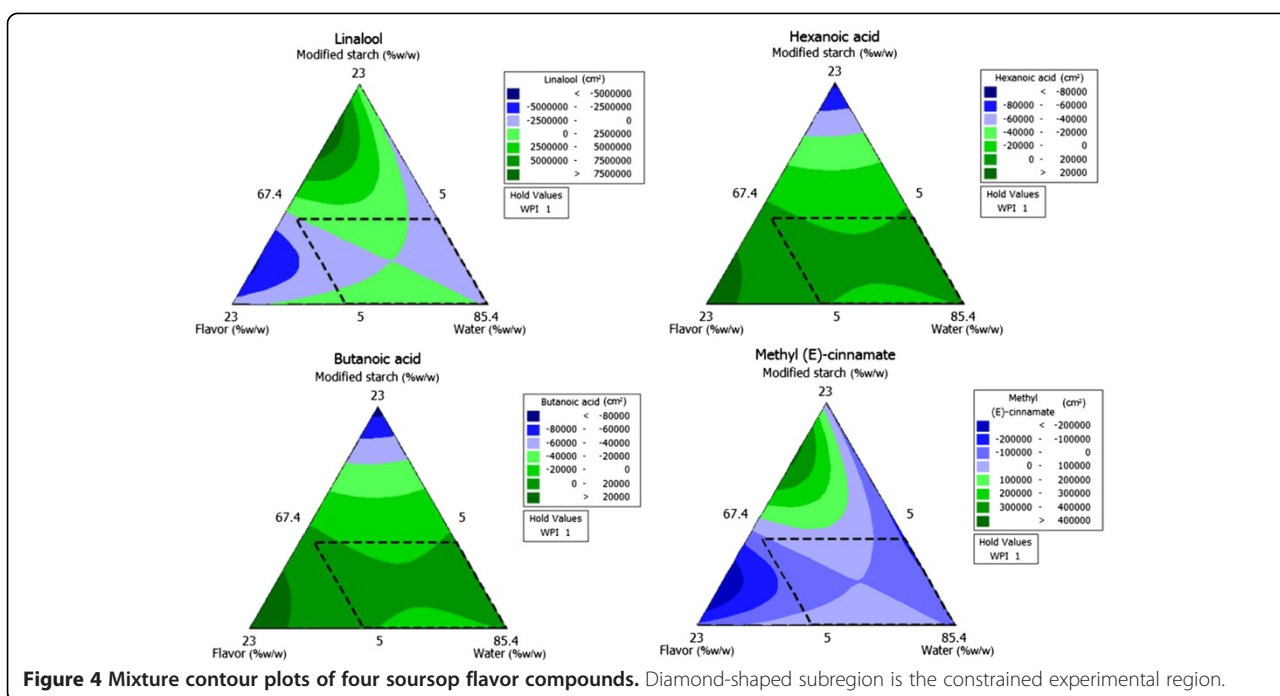 Linalool
Modified starch (%w/w)
23
67.4
5
23
5
85.4
Flavor (%w/w)
Water (%w/w)
Linalool (cm²)
< -5000000
-5000000 - -2500000
-2500000 - 0
0 - 2500000
2500000 - 5000000
5000000 - 7500000
> 7500000
Hold Values
WPI 1
Hexanoic acid
Modified starch (%w/w)
23
67.4
5
23
5
85.4
Flavor (%w/w)
Water (%w/w)
Hexanoic acid (cm²)
< -80000
-80000 - -60000
-60000 - -40000
-40000 - -20000
-20000 - 0
0 - 20000
> 20000
Hold Values
WPI 1
Butanoic acid
Modified starch (%w/w)
23
67.4
5
23
5
85.4
Flavor (%w/w)
Water (%w/w)
Butanoic acid (cm²)
< -80000
-80000 - -60000
-60000 - -40000
-40000 - -20000
-20000 - 0
0 - 20000
> 20000
Hold Values
WPI 1
Methyl (E)-cinnamate
Modified starch (%w/w)
23
67.4
5
23
5
85.4
Flavor (%w/w)
Water (%w/w)
Methyl
(E)-cinnamate (cm²)
< -200000
-200000 - -100000
-100000 - 0
0 - 100000
100000 - 200000
200000 - 300000
300000 - 400000
> 400000
Hold Values
WPI 1
Figure 4 Mixture contour plots of four soursop flavor compounds. Diamond-shaped subregion is the constrained experimental region.